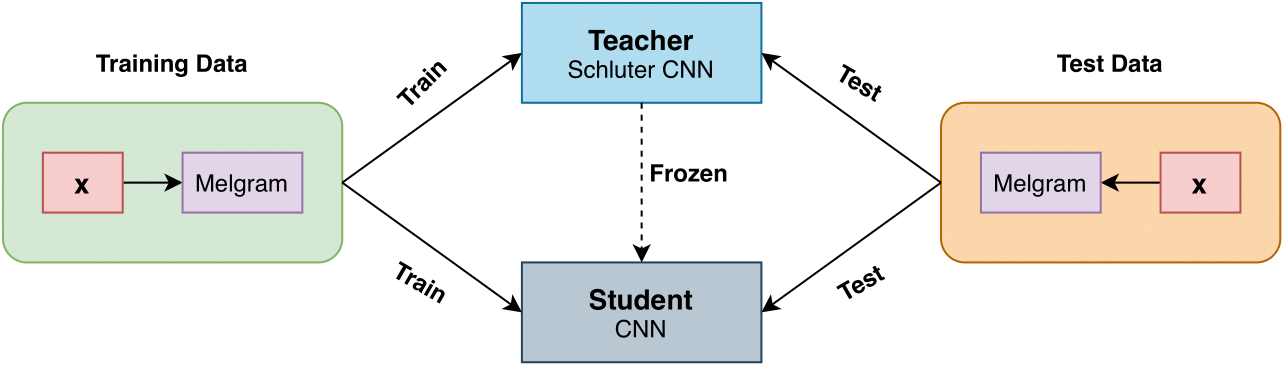 Training Data
x
Melgram
Train
Train
Teacher
Schluter CNN
Frozen
Student
CNN
Test
Test
Test Data
Melgram
x